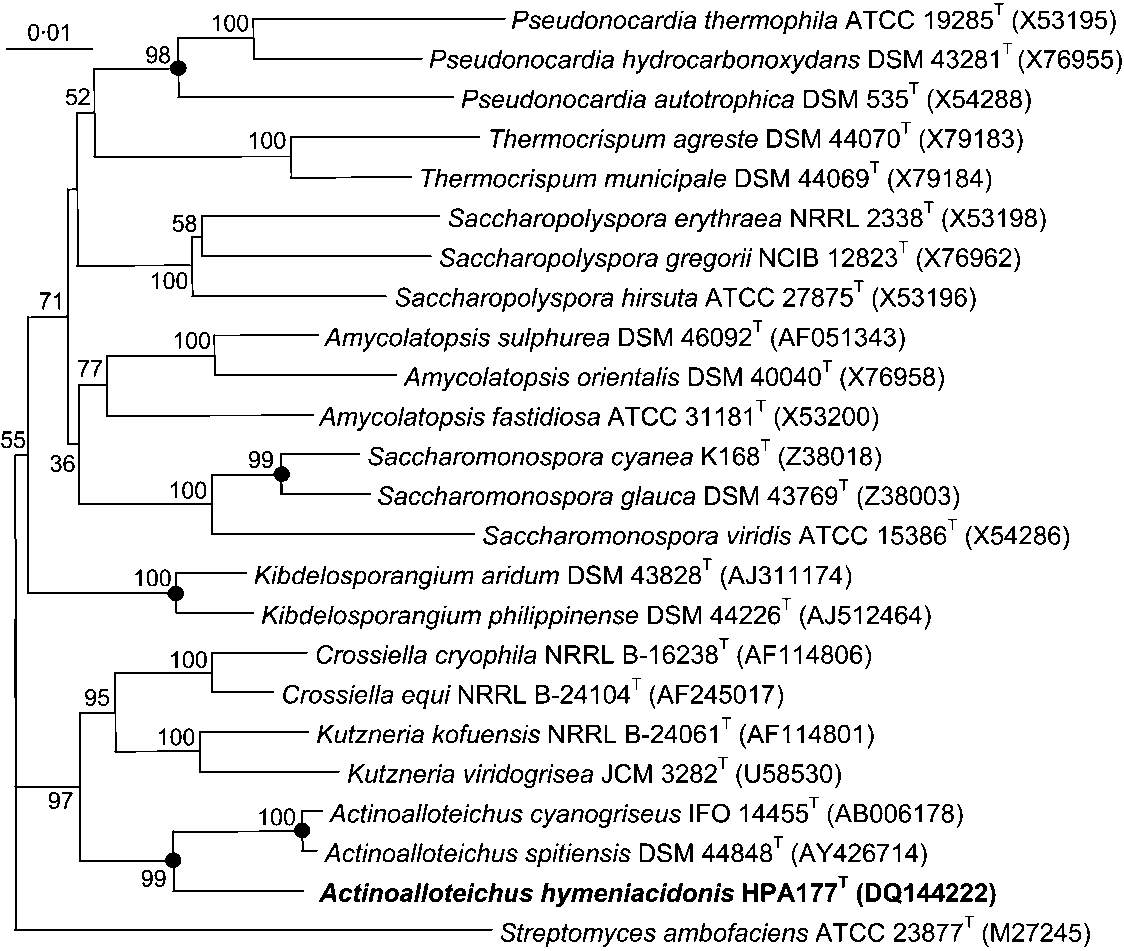 100
Pseudonocardia thermophila ATCC 19285T (X53195)
0·01
98
Pseudonocardia hydrocarbonoxydans DSM 43281T (X76955)
52
Pseudonocardia autotrophica DSM 535T (X54288)
100
Thermocrispum agreste DSM 44070T (X79183)
Thermocrispum municipale DSM 44069T (X79184)
58
Saccharopolyspora erythraea NRRL 2338T (X53198)
Saccharopolyspora gregorii NCIB 12823T (X76962)
100
Saccharopolyspora hirsuta ATCC 27875T (X53196)
71
100
Amycolatopsis sulphurea DSM 46092T (AF051343)
77
Amycolatopsis orientalis DSM 40040T (X76958)
Amycolatopsis fastidiosa ATCC 31181T (X53200)
55
36
99
Saccharomonospora cyanea K168T (Z38018)
100
Saccharomonospora glauca DSM 43769T (Z38003)
Saccharomonospora viridis ATCC 15386T (X54286)
100
Kibdelosporangium aridum DSM 43828T (AJ311174)
Kibdelosporangium philippinense DSM 44226T (AJ512464)
100
Crossiella cryophila NRRL B-16238T (AF114806)
95
Crossiella equi NRRL B-24104T (AF245017)
100
Kutzneria kofuensis NRRL B-24061T (AF114801)
Kutzneria viridogrisea JCM 3282T (U58530)
97
100
Actinoalloteichus cyanogriseus IFO 14455T (AB006178)
Actinoalloteichus spitiensis DSM 44848T (AY426714)
99
Actinoalloteichus hymeniacidonis HPA177T (DQ144222)
Streptomyces ambofaciens ATCC 23877T (M27245)